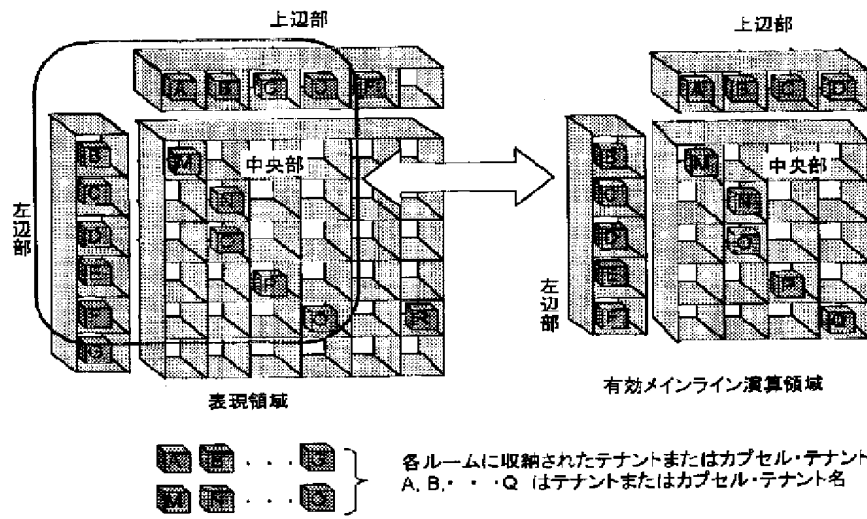 上辺部
上辺部
A B C D F
A B C D
B
M
中央部
B
M
中央部
C
N
C
N
左辺部
D
O
D
O
E
P
左辺部
E
P
F
Q
R
F
Q
G
表現領域
有効メインライン演算領域
A B ・・・ G
各ルームに収納されたテナントまたはカプセル・テナント
M N ・・・ Q
A, B,・ ・ ・Q はテナントまたはカプセル・テナント名